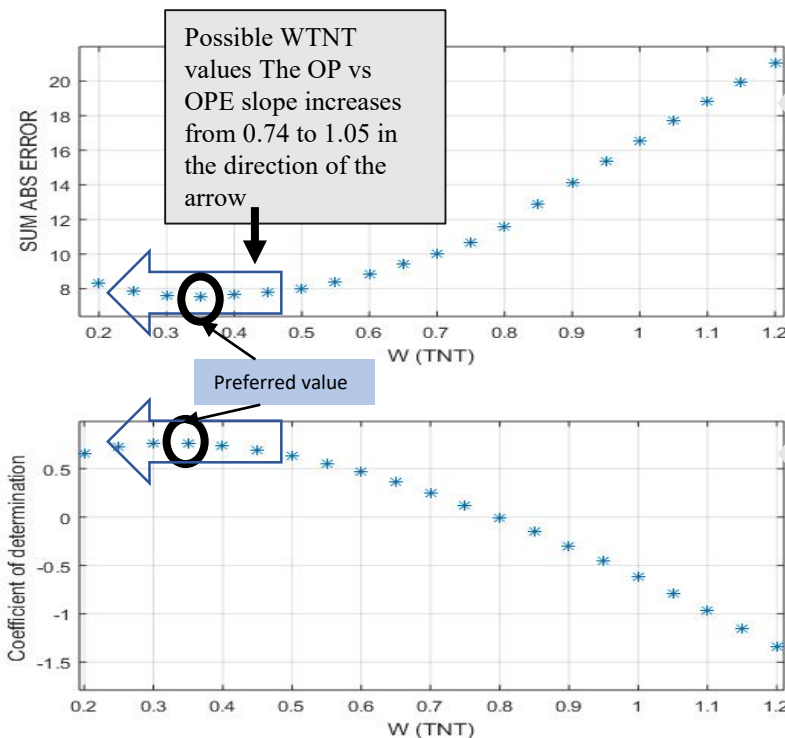 Possible WTNT
values The OP vs
OPE slope increases
from 0.74 to 1.05 in
the direction of the
arrow
SUM ABS ERROR
20
18
16
14
12
10
8
0.2 0.3 0.4 0.5 0.6 0.7 0.8 0.9 1 1.1 1.2
W (TNT)
Preferred value
Coefficient of determination
0.5
0
-0.5
-1
-1.5
0.2 0.3 0.4 0.5 0.6 0.7 0.8 0.9 1 1.1 1.2
W (TNT)